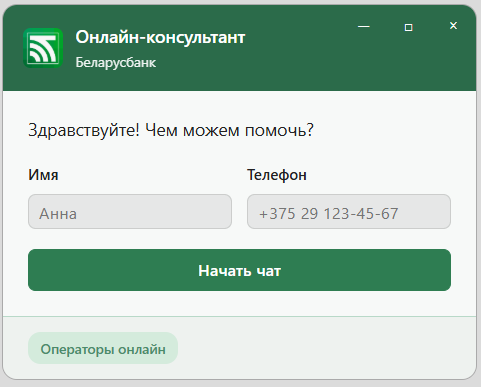 Онлайн-консультант
Беларусбанк
Здравствуйте! Чем можем помочь?
Имя Телефон
Анна +375 29 123-45-67
Начать чат
Операторы онлайн